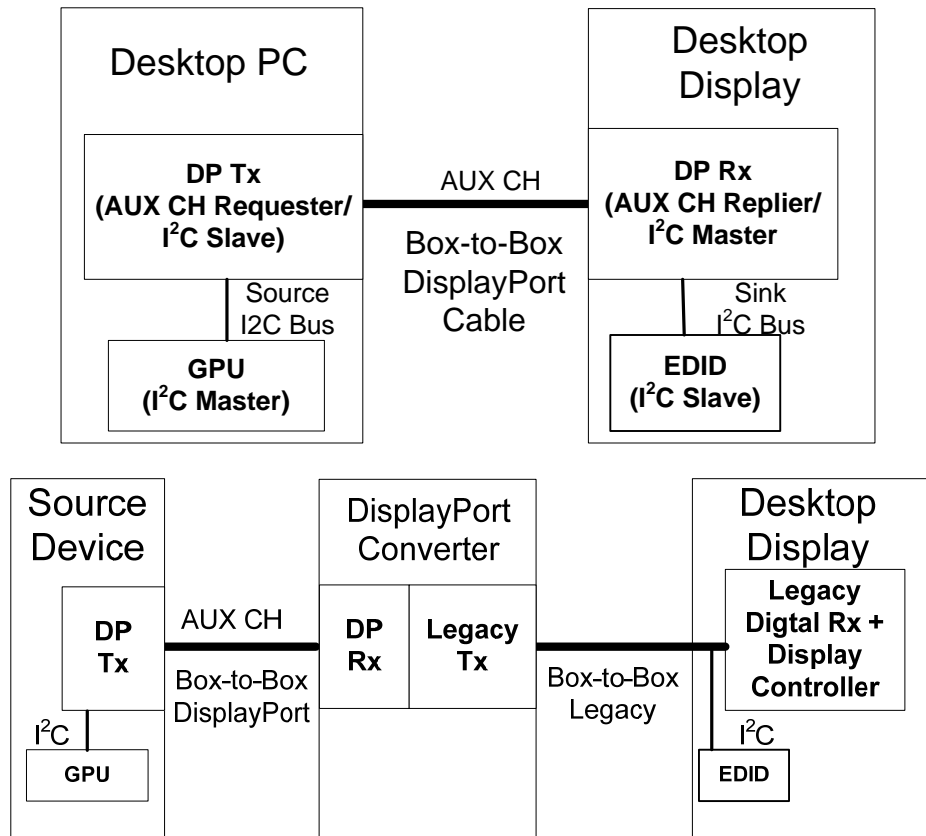 Desktop PC
DP Tx
(AUX CH Requester/
I²C Slave)
Source
I2C Bus
GPU
(I²C Master)
AUX CH
Box-to-Box
DisplayPort
Cable
Desktop
Display
DP Rx
(AUX CH Replier/
I²C Master
Sink
I²C Bus
EDID
(I²C Slave)
Source
Device
DP
Tx
I²C
GPU
AUX CH
Box-to-Box
DisplayPort
DisplayPort
Converter
DP
Rx
Legacy
Tx
Box-to-Box
Legacy
Desktop
Display
Legacy
Digtal Rx +
Display
Controller
I²C
EDID